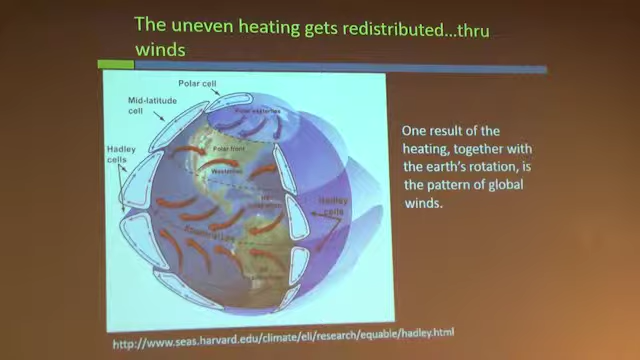 The uneven heating gets redistributed...thru
winds
Polar cell
Mid-latitude
cell
Polar easterlies
Hadley
cells
Polar front
Westerlies
Hadley
cells
One result of the
heating, together with
the earth's rotation, is
the pattern of global
winds.
http://www.seas.harvard.edu/climate/eli/research/equable/hadley.html